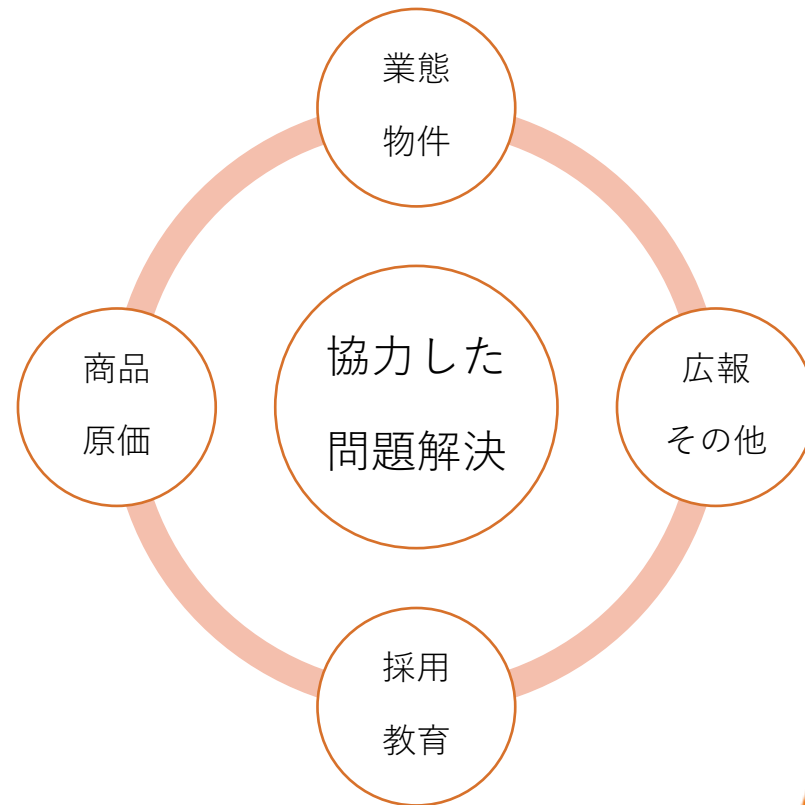 業態
物件
商品
原価
協力した
問題解決
広報
その他
採用
教育